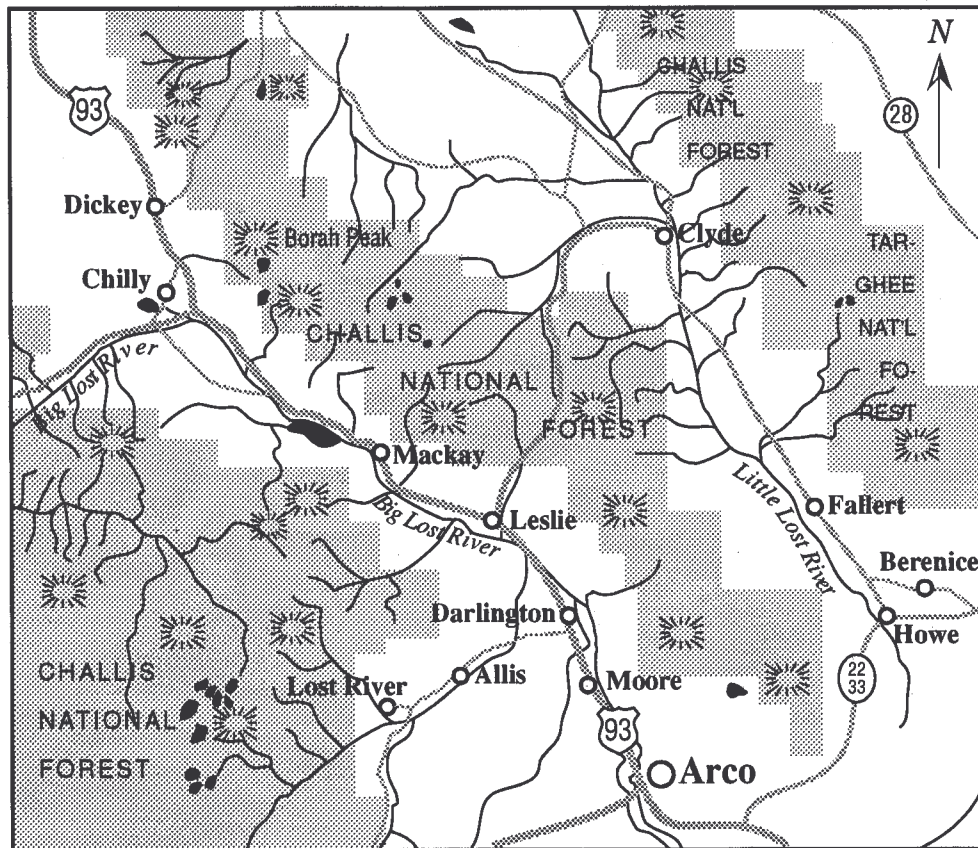 N
93
CHALLIS
NAT'L
FOREST
28
Dickey
Borah Peak
Clyde
TAR-
GHEE
NAT'L
FO-
REST
Chilly
Big Lost River
CHALLIS
NATIONAL
FOREST
Mackay
Big Lost River
Leslie
Little Lost River
Fallert
Berenice
Howe
Darlington
22
33
CHALLIS
NATIONAL
FOREST
Lost River
Allis
Moore
93
Arco